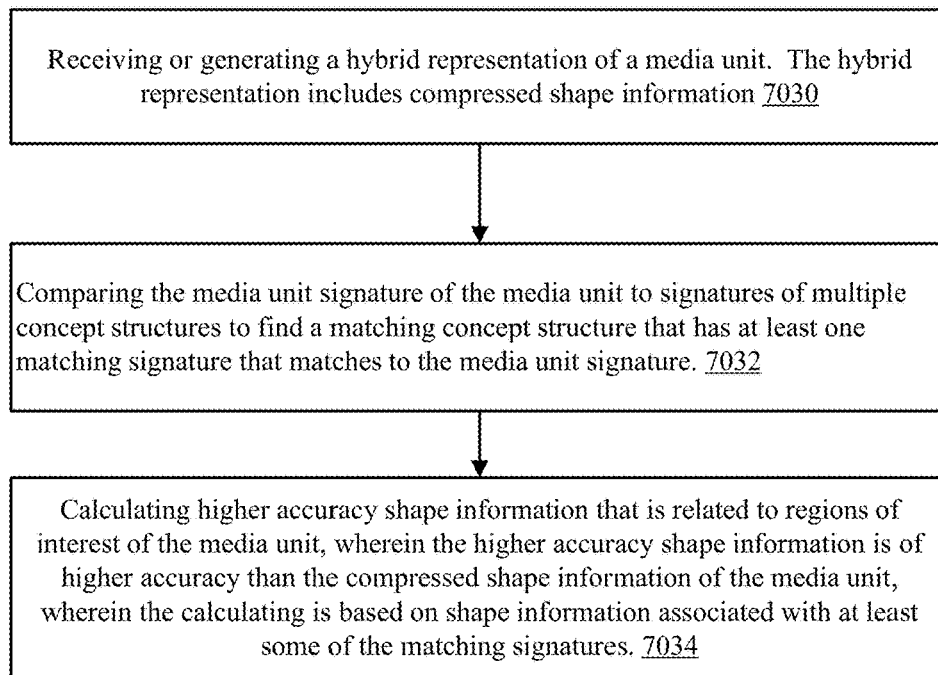 Receiving or generating a hybrid representation of a media unit.  The hybrid
representation includes compressed shape information 7030
Comparing the media unit signature of the media unit to signatures of multiple
concept structures to find a matching concept structure that has at least one
matching signature that matches to the media unit signature. 7032
Calculating higher accuracy shape information that is related to regions of
interest of the media unit, wherein the higher accuracy shape information is of
higher accuracy than the compressed shape information of the media unit,
wherein the calculating is based on shape information associated with at least
some of the matching signatures. 7034